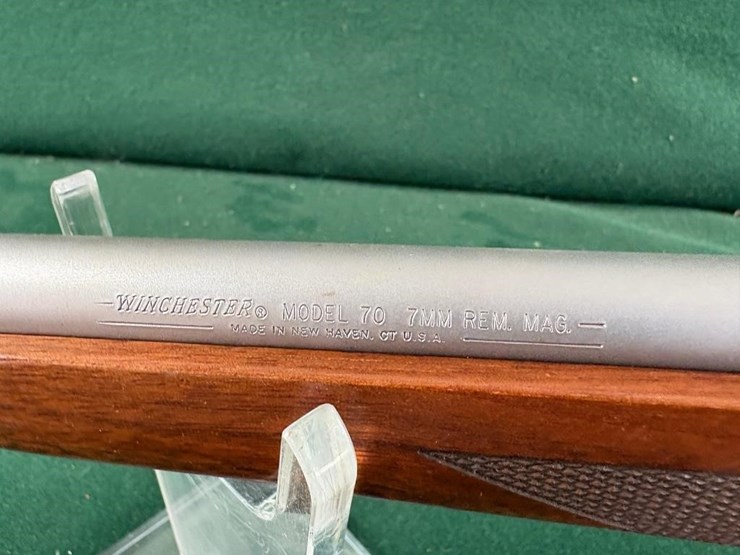 WINCHESTER® MODEL 70 7MM REM. MAG.
MADE IN NEW HAVEN, CT U.S.A.